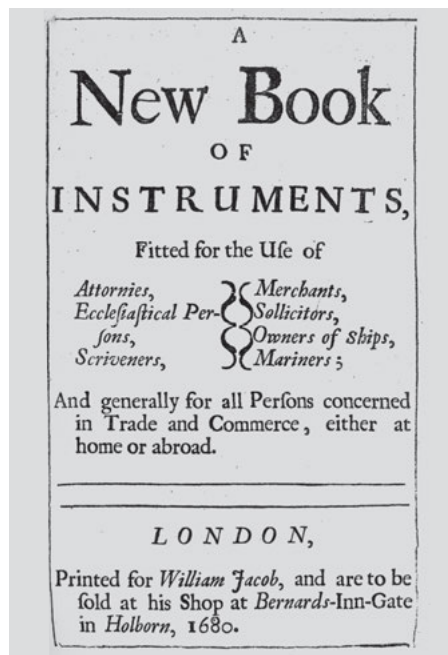 A
New Book
OF
INSTRUMENTS,
Fitted for the Uſe of
Attornies,
Eccleſiaſtical Per-
ſons,
Scriveners,
Merchants,
Sollicitors,
Owners of Ships,
Mariners;
And generally for all Perſons concerned
in Trade and Commerce, either at
home or abroad.
LONDON,
Printed for William Jacob, and are to be
ſold at his Shop at Bernards-Inn-Gate
in Holborn, 1680.